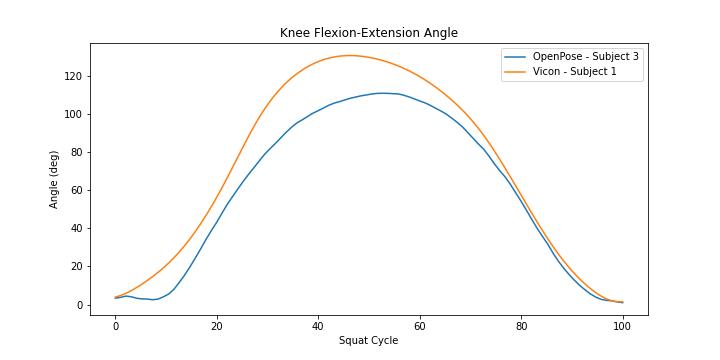 Knee Flexion-Extension Angle
OpenPose - Subject 3
Vicon - Subject 1
Angle (deg)
120
100
80
60
40
20
0
0 20 40 60 80 100
Squat Cycle